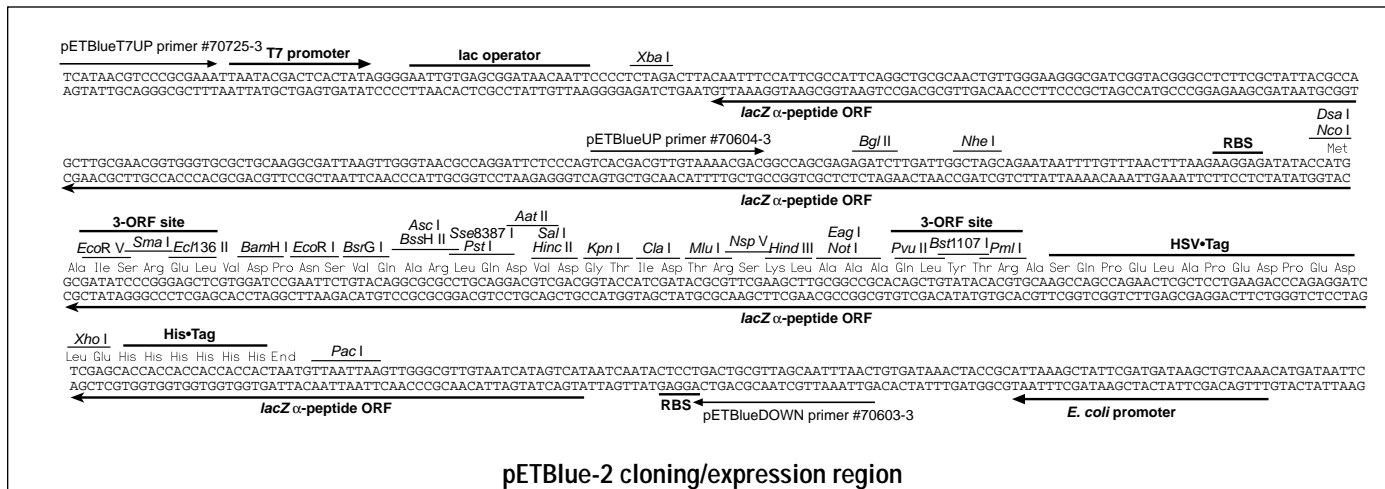 pETBlueT7UP primer #70725-3 T7 promoter lac operator Xba I
TCATAACGTCCCGCGAAATTAATACGACTCACTATAGGGGAATTGTGAGCGGATAACAATTCCCCTCTAGACTTACAATTTCCATTCGCCATTCAGGCTGCGCAACTGTTGGGAAGGGCGATCGGTACGGGCCTCTTCGCTATTACGCCA
AGTATTGCAGGGCGCTTTAATTATGCTGAGTGATATCCCCTTAACACTCGCCTATTGTTAAGGGGAGATCTGAATGTTAAAGGTAAGCGGTAAGTCCGACGCGTTGACAACCCTTCCCGCTAGCCATGCCCGGAGAAGCGATAATGCGGT
lacZ α-peptide ORF
pETBlueUP primer #70604-3 Bgl II Nhe I RBS Dsa I
Nco I
Met
GCTTGCGAACGGTGGGTGCGCTGCAAGGCGATTAAGTTGGGTAACGCCAGGATTCTCCCAGTCACGACGTTGTAAAACGACGGCCAGCGAGAGATCTTGATTGGCTAGCAGAATAATTTTGTTTAACTTTAAGAAGGAGATATACCATG
CGAACGCTTGCCACCCACGCGACGTTCCGCTAATTCAACCCATTGCGGTCCTAAGAGGGTCAGTGCTGCAACATTTTGCTGCCGGTCGCTCTCTAGAACTAACCGATCGTCTTATTAAAACAAATTGAAATTCTTCCTCTATATGGTAC
lacZ α-peptide ORF
3-ORF site Asc I Sse8387 I Aat II Eag I 3-ORF site
EcoR V Sma I Ecl136 II BamH I EcoR I BsrG I BssH II Pst I Sal I Hinc II Kpn I Cla I Mlu I Nsp V Hind III Not I Pvu II Bst1107 I Pml I HSV•Tag
Ala Ile Ser Arg Glu Leu Val Asp Pro Asn Ser Val Gln Ala Arg Leu Gln Asp Val Asp Gly Thr Ile Asp Thr Arg Ser Lys Leu Ala Ala Ala Gln Leu Tyr Thr Arg Ala Ser Gln Pro Glu Leu Ala Pro Glu Asp Pro Glu Asp
GCGATATCCCGGGAGCTCGTGGATCCGAATTCTGTACAGGCGCGCCTGCAGGACGTCGACGGTACCATCGATACGCGTTCGAAGCTTGCGGCCGCACAGCTGTATACACGTGCAAGCCAGCCAGAACTCGCTCCTGAAGACCCAGAGGATC
CGCTATAGGGCCCTCGAGCACCTAGGCTTAAGACATGTCCGCGCGGACGTCCTGCAGCTGCCATGGTAGCTATGCGCAAGCTTCGAACGCCGGCGTGTCGACATATGTGCACGTTCGGTCGGTCTTGAGCGAGGACTTCTGGGTCTCCTAG
lacZ α-peptide ORF
Xho I His•Tag Pac I
Leu Glu His His His His His His End
TCGAGCACCACCACCACCACCACTAATGTTAATTAAGTTGGGCGTTGTAATCATAGTCATAATCAATACTCCTGACTGCGTTAGCAATTTAACTGTGATAAACTACCGCATTAAAGCTATTCGATGATAAGCTGTCAAACATGATAATTC
AGCTCGTGGTGGTGGTGGTGGTGATTACAATTAATTCAACCCGCAACATTAGTATCAGTATTAGTTATGAGGACTGACGCAATCGTTAAATTGACACTATTTGATGGCGTAATTTCGATAAGCTACTATTCGACAGTTTGTACTATTAAG
lacZ α-peptide ORF RBS pETBlueDOWN primer #70603-3 E. coli promoter
pETBlue-2 cloning/expression region